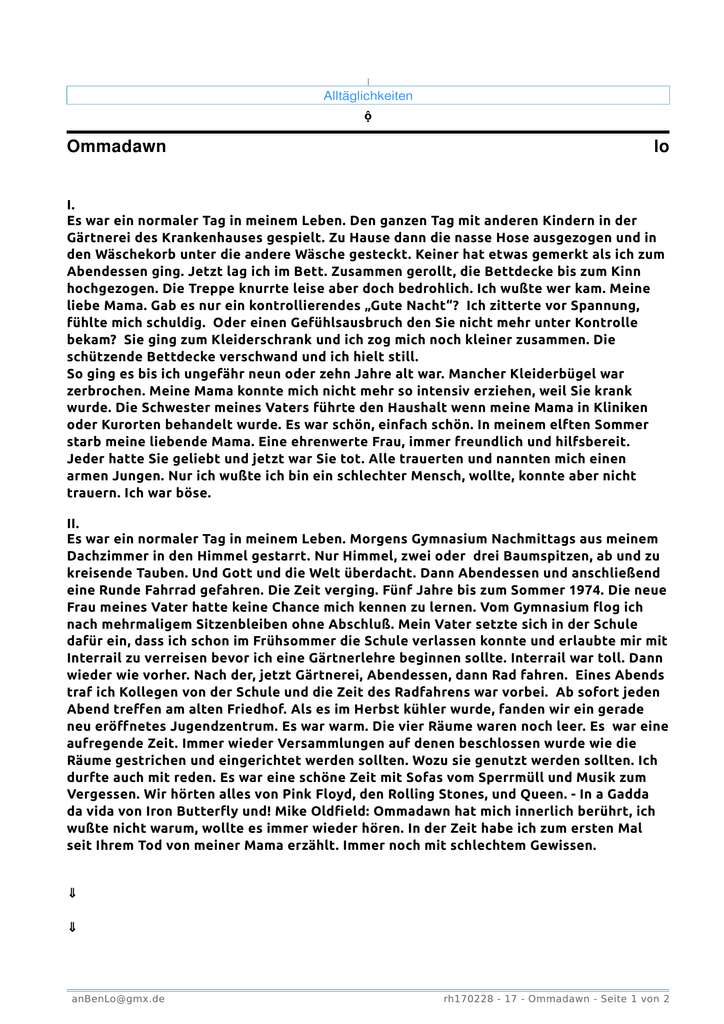 Alltäglichkeiten
ộ
Ommadawn lo
I.
Es war ein normaler Tag in meinem Leben. Den ganzen Tag mit anderen Kindern in der
Gärtnerei des Krankenhauses gespielt. Zu Hause dann die nasse Hose ausgezogen und in
den Wäschekorb unter die andere Wäsche gesteckt. Keiner hat etwas gemerkt als ich zum
Abendessen ging. Jetzt lag ich im Bett. Zusammen gerollt, die Bettdecke bis zum Kinn
hochgezogen. Die Treppe knurrte leise aber doch bedrohlich. Ich wußte wer kam. Meine
liebe Mama. Gab es nur ein kontrollierendes „Gute Nacht“?  Ich zitterte vor Spannung,
fühlte mich schuldig.  Oder einen Gefühlsausbruch den Sie nicht mehr unter Kontrolle
bekam?  Sie ging zum Kleiderschrank und ich zog mich noch kleiner zusammen. Die
schützende Bettdecke verschwand und ich hielt still.
So ging es bis ich ungefähr neun oder zehn Jahre alt war. Mancher Kleiderbügel war
zerbrochen. Meine Mama konnte mich nicht mehr so intensiv erziehen, weil Sie krank
wurde. Die Schwester meines Vaters führte den Haushalt wenn meine Mama in Kliniken
oder Kurorten behandelt wurde. Es war schön, einfach schön. In meinem elften Sommer
starb meine liebende Mama. Eine ehrenwerte Frau, immer freundlich und hilfsbereit.
Jeder hatte Sie geliebt und jetzt war Sie tot. Alle trauerten und nannten mich einen
armen Jungen. Nur ich wußte ich bin ein schlechter Mensch, wollte, konnte aber nicht
trauern. Ich war böse.
II.
Es war ein normaler Tag in meinem Leben. Morgens Gymnasium Nachmittags aus meinem
Dachzimmer in den Himmel gestarrt. Nur Himmel, zwei oder  drei Baumspitzen, ab und zu
kreisende Tauben. Und Gott und die Welt überdacht. Dann Abendessen und anschließend
eine Runde Fahrrad gefahren. Die Zeit verging. Fünf Jahre bis zum Sommer 1974. Die neue
Frau meines Vater hatte keine Chance mich kennen zu lernen. Vom Gymnasium flog ich
nach mehrmaligem Sitzenbleiben ohne Abschluß. Mein Vater setzte sich in der Schule
dafür ein, dass ich schon im Frühsommer die Schule verlassen konnte und erlaubte mir mit
Interrail zu verreisen bevor ich eine Gärtnerlehre beginnen sollte. Interrail war toll. Dann
wieder wie vorher. Nach der, jetzt Gärtnerei, Abendessen, dann Rad fahren.  Eines Abends
traf ich Kollegen von der Schule und die Zeit des Radfahrens war vorbei.  Ab sofort jeden
Abend treffen am alten Friedhof. Als es im Herbst kühler wurde, fanden wir ein gerade
neu eröffnetes Jugendzentrum. Es war warm. Die vier Räume waren noch leer. Es  war eine
aufregende Zeit. Immer wieder Versammlungen auf denen beschlossen wurde wie die
Räume gestrichen und eingerichtet werden sollten. Wozu sie genutzt werden sollten. Ich
durfte auch mit reden. Es war eine schöne Zeit mit Sofas vom Sperrmüll und Musik zum
Vergessen. Wir hörten alles von Pink Floyd, den Rolling Stones, und Queen. - In a Gadda
da vida von Iron Butterfly und! Mike Oldfield: Ommadawn hat mich innerlich berührt, ich
wußte nicht warum, wollte es immer wieder hören. In der Zeit habe ich zum ersten Mal
seit Ihrem Tod von meiner Mama erzählt. Immer noch mit schlechtem Gewissen.
⇓
⇓
anBenLo@gmx.de rh170228 - 17 - Ommadawn - Seite 1 von 2